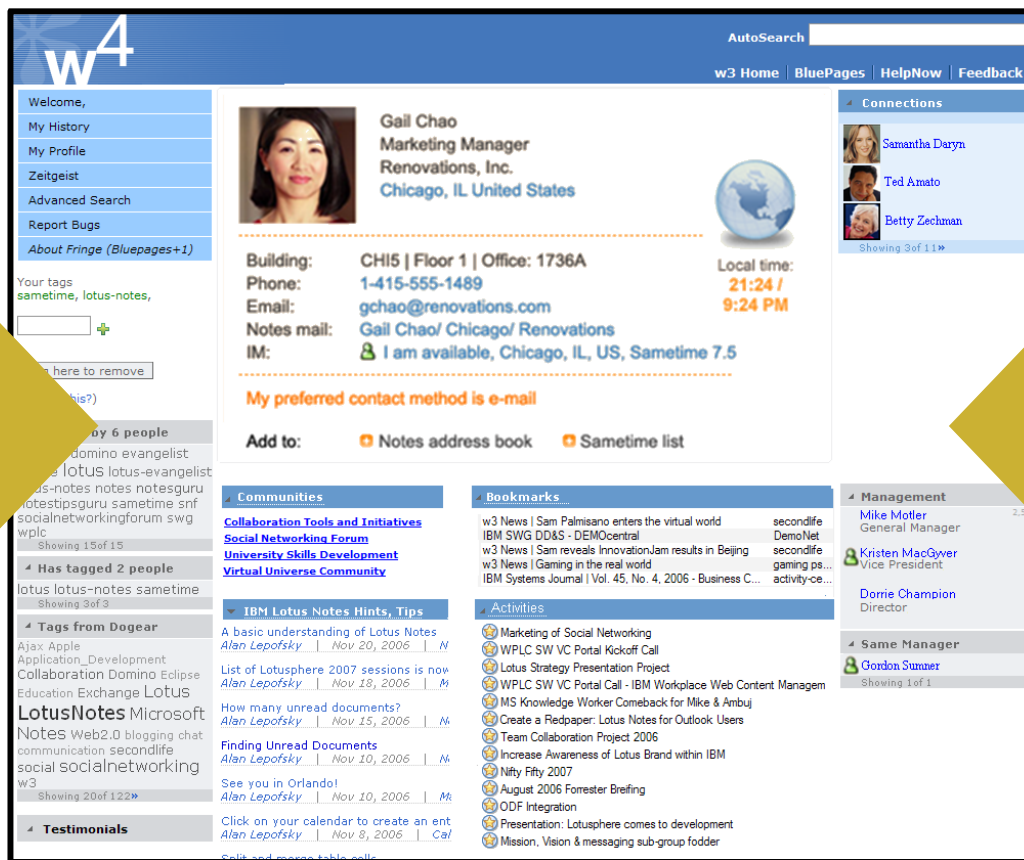 w4
AutoSearch
w3 Home | BluePages | HelpNow | Feedback
Welcome,
My History
My Profile
Zeitgeist
Advanced Search
Report Bugs
About Fringe (Bluepages+1)
Your tags
sametime, lotus-notes,
here to remove
his?)
by 6 people
domino evangelist
lotus lotus-evangelist
us-notes notes notesguru
notestipsguru sametime snf
socialnetworkingforum swg
wplc
Showing 15of 15
Has tagged 2 people
lotus lotus-notes sametime
Showing 3of 3
Tags from Dogear
Ajax Apple
Application_Development
Collaboration Domino Eclipse
Education Exchange Lotus
LotusNotes Microsoft
Notes Web2.0 blogging chat
communication secondlife
social socialnetworking
w3
Showing 20of 122»
Testimonials
Gail Chao
Marketing Manager
Renovations, Inc.
Chicago, IL United States
Building: CHI5 | Floor 1 | Office: 1736A
Phone: 1-415-555-1489
Email: gchao@renovations.com
Notes mail: Gail Chao/ Chicago/ Renovations
IM: I am available, Chicago, IL, US, Sametime 7.5
Local time:
21:24 /
9:24 PM
My preferred contact method is e-mail
Add to: Notes address book Sametime list
Communities
Collaboration Tools and Initiatives
Social Networking Forum
University Skills Development
Virtual Universe Community
IBM Lotus Notes Hints, Tips
A basic understanding of Lotus Notes
Alan Lepofsky | Nov 20, 2006 | N
List of Lotusphere 2007 sessions is now
Alan Lepofsky | Nov 18, 2006 | M
How many unread documents?
Alan Lepofsky | Nov 15, 2006 | N
Finding Unread Documents
Alan Lepofsky | Nov 10, 2006 | N
See you in Orlando!
Alan Lepofsky | Nov 10, 2006 | Ma
Click on your calendar to create an ent
Alan Lepofsky | Nov 8, 2006 | Cal
Split and merge table cells
Bookmarks
w3 News | Sam Palmisano enters the virtual world secondlife
IBM SWG DD&S - DEMOcentral DemoNet
w3 News | Sam reveals InnovationJam results in Beijing secondlife
w3 News | Gaming in the real world gaming ps...
IBM Systems Journal | Vol. 45, No. 4, 2006 - Business C... activity-ce...
Activities
Marketing of Social Networking
WPLC SW VC Portal Kickoff Call
Lotus Strategy Presentation Project
WPLC SW VC Portal Call - IBM Workplace Web Content Managem
MS Knowledge Worker Comeback for Mike & Ambuj
Create a Redpaper: Lotus Notes for Outlook Users
Team Collaboration Project 2006
Increase Awareness of Lotus Brand within IBM
Nifty Fifty 2007
August 2006 Forrester Breifing
ODF Integration
Presentation: Lotusphere comes to development
Mission, Vision & messaging sub-group fodder
Connections
Samantha Daryn
Ted Amato
Betty Zechman
Showing 3of 11»
Management
Mike Motler
General Manager
2,5
Kristen MacGyver
Vice President
Dorrie Champion
Director
Same Manager
Gordon Sumner
Showing 1of 1